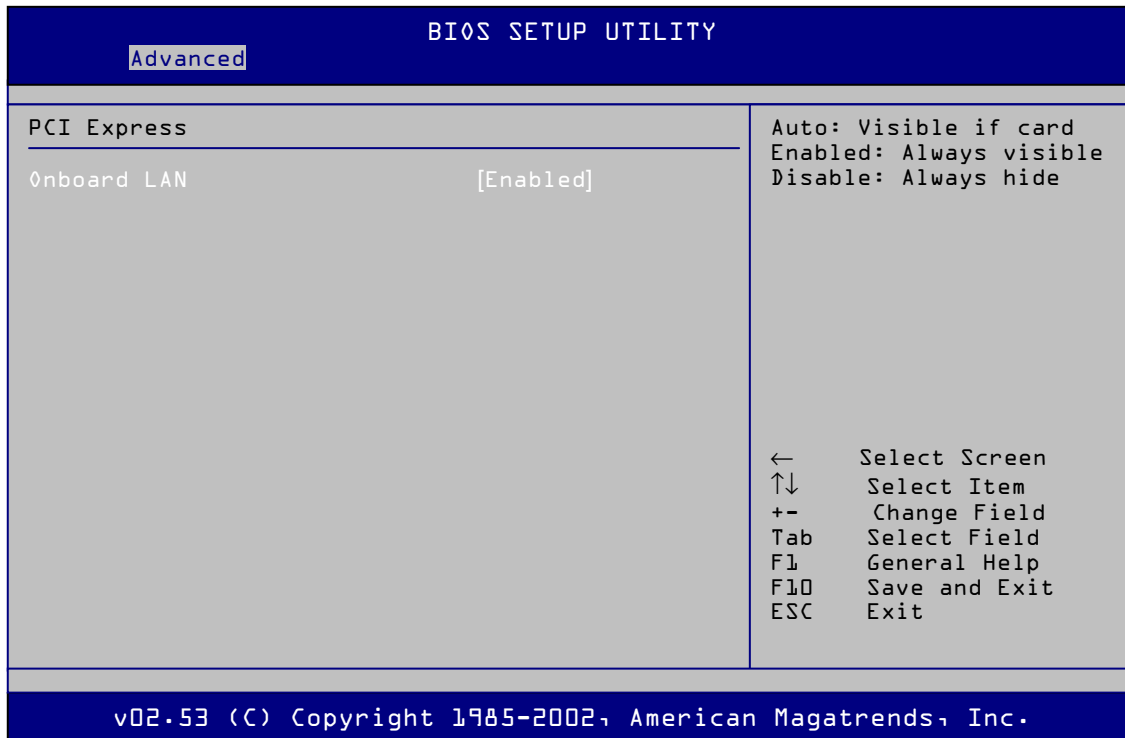 BIOS SETUP UTILITY
Advanced
PCI Express
Onboard LAN [Enabled]
Auto: Visible if card
Enabled: Always visible
Disable: Always hide
← Select Screen
↑↓ Select Item
+- Change Field
Tab Select Field
F1 General Help
F10 Save and Exit
ESC Exit
v02.53 (C) Copyright 1985-2002, American Magatrends, Inc.